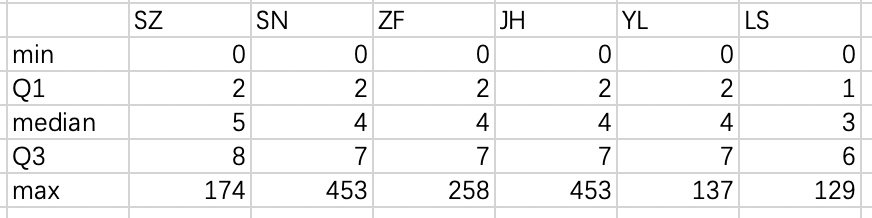 SZ SN ZF JH YL LS
min 0 0 0 0 0 0
Q1 2 2 2 2 2 1
median 5 4 4 4 4 3
Q3 8 7 7 7 7 6
max 174 453 258 453 137 129